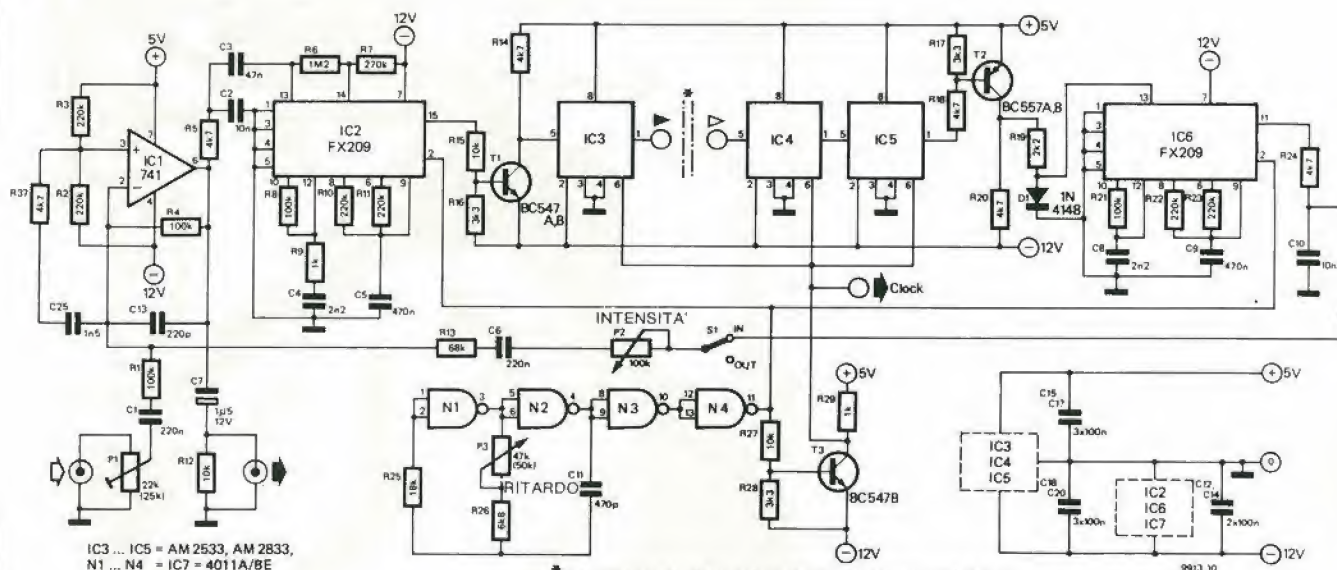 5V
12V
R3
220k
R37
4k7
R2
220k
IC1
741
R4
100k
12V
R5
4k7
C3
47n
C2
10n
R6
1M2
R7
270k
IC2
FX209
R8
100k
R10
220k
R11
220k
R9
1k
C4
2n2
C5
470n
R15
10k
R16
3k3
T1
BC547
A,B
R14
4k7
IC3
*
IC4
IC5
R17
3k3
R18
4k7
T2
BC557A,B
5V
R19
2k2
R20
4k7
D1
1N
4148
12V
12V
IC6
FX209
R21
100k
R22
220k
R23
220k
C8
2n2
C9
470n
R24
4k7
C10
10n
Clock
C25
1n5
C13
220p
R1
100k
C1
220n
C7
1µ5
12V
P1
22k
(25k)
R12
10k
R13
68k
C6
220n
INTENSITA'
P2
100k
S1
IN
OUT
N1
N2
N3
N4
P3
47k
(50k)
RITARDO
R25
18k
R26
6k8
C11
470p
R27
10k
R28
3k3
T3
BC547B
R29
1k
5V
12V
5V
C15
C17
3x100n
IC3
IC4
IC5
0
C18
C20
3x100n
IC2
IC6
IC7
C12
C14
2x100n
12V
IC3 ... IC5 = AM 2533, AM 2833,
N1 ... N4 = IC7 = 4011A/BE
*
9913 10